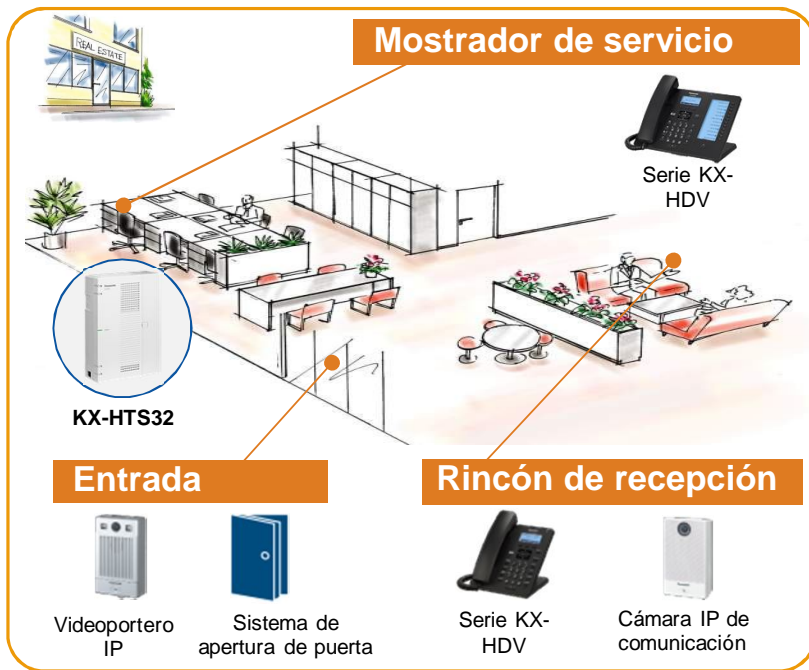 Mostrador de servicio
REAL ESTATE
Serie KX-
HDV
KX-HTS32
Entrada
Rincón de recepción
Videoportero
IP
Sistema de
apertura de puerta
Serie KX-
HDV
Cámara IP de
comunicación